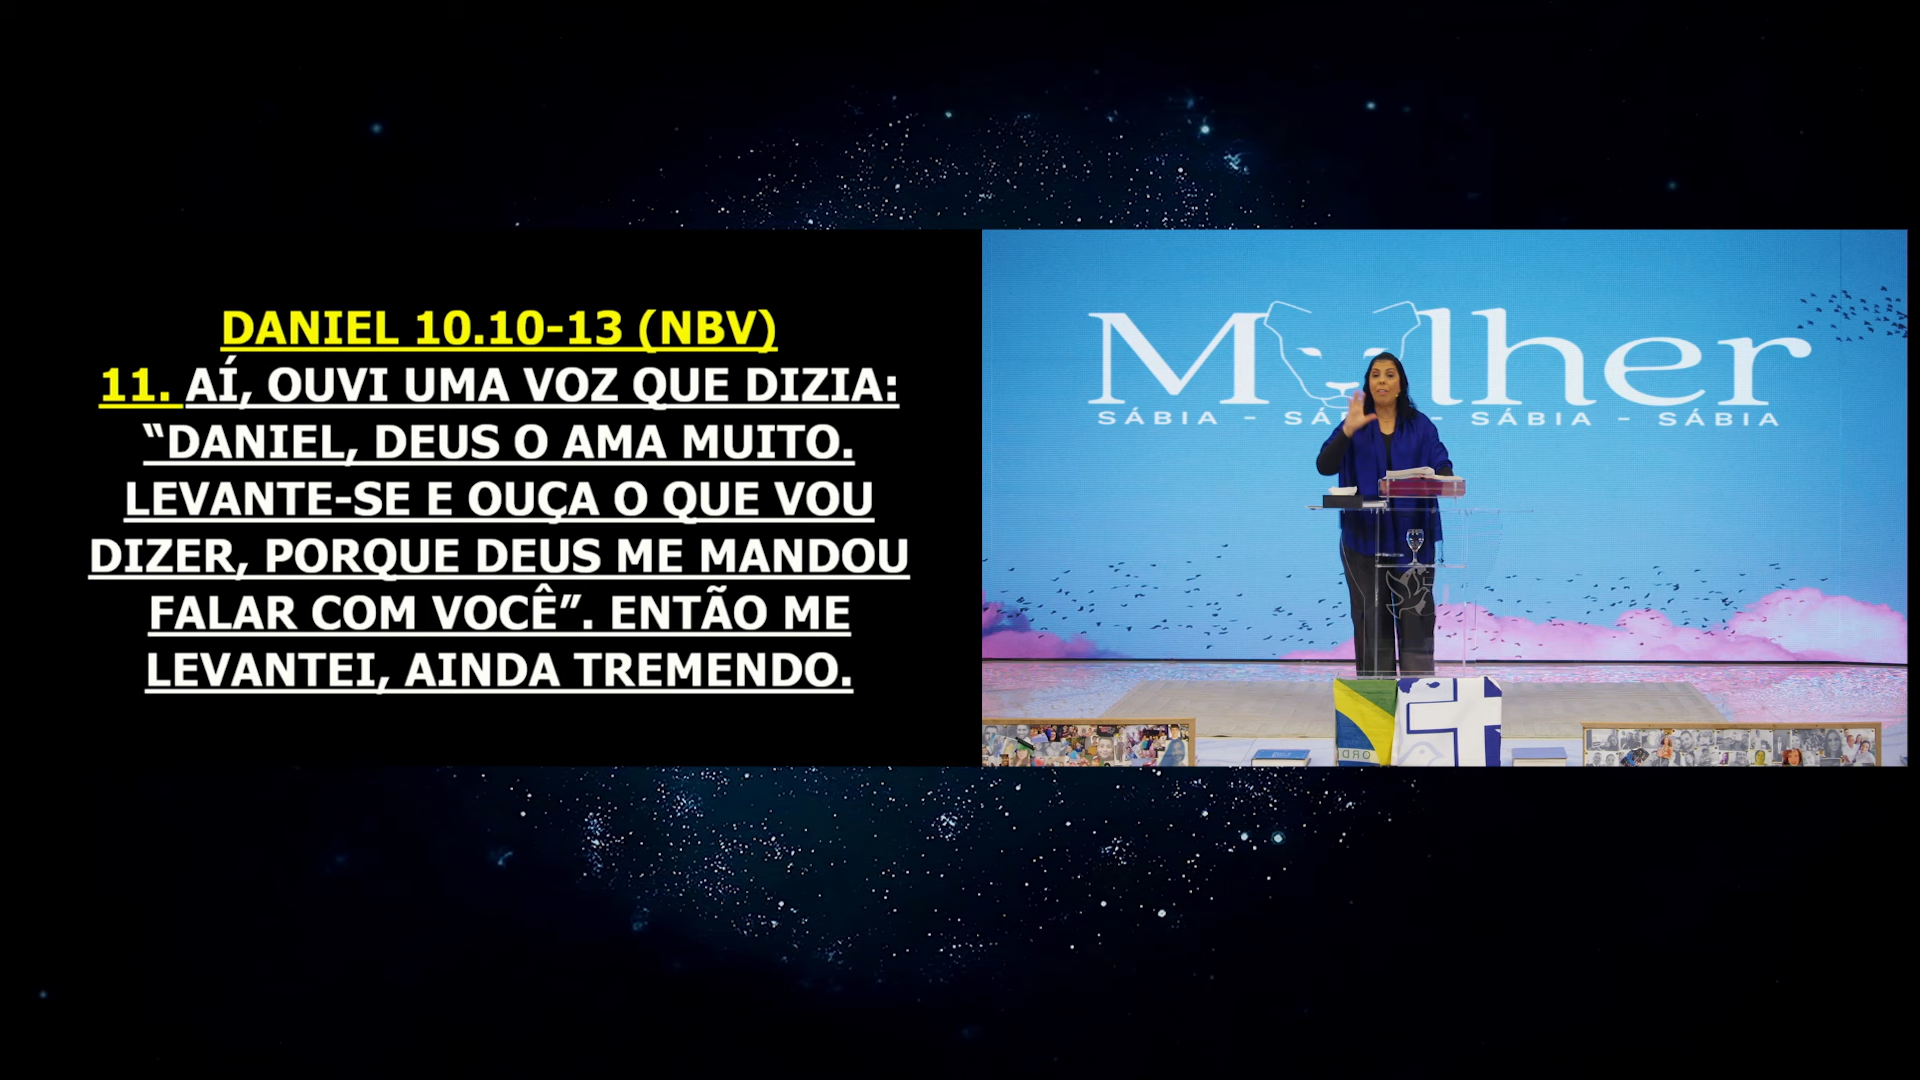 DANIEL 10.10-13 (NBV)
11. AÍ, OUVI UMA VOZ QUE DIZIA:
“DANIEL, DEUS O AMA MUITO.
LEVANTE-SE E OUÇA O QUE VOU
DIZER, PORQUE DEUS ME MANDOU
FALAR COM VOCÊ”. ENTÃO ME
LEVANTEI, AINDA TREMENDO.
Mulher
SÁBIA - SÁ - SÁBIA - SÁBIA
ORD